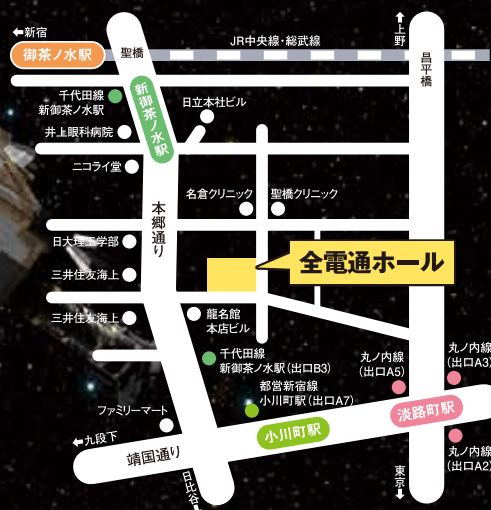 ←新宿
御茶ノ水駅
聖橋
JR中央線・総武線
↑上野
昌平橋
千代田線
新御茶ノ水駅
新御茶ノ水駅
日立本社ビル
井上眼科病院
ニコライ堂
本郷通り
名倉クリニック
聖橋クリニック
日大理工学部
全電通ホール
三井住友海上
三井住友海上
龍名館
本店ビル
千代田線
新御茶ノ水駅(出口B3)
丸ノ内線
(出口A5)
丸ノ内線
(出口A3)
都営新宿線
小川町駅(出口A7)
ファミリーマート
淡路町駅
小川町駅
←九段下
靖国通り
丸ノ内線
(出口A2)
日比谷↓
東京↓